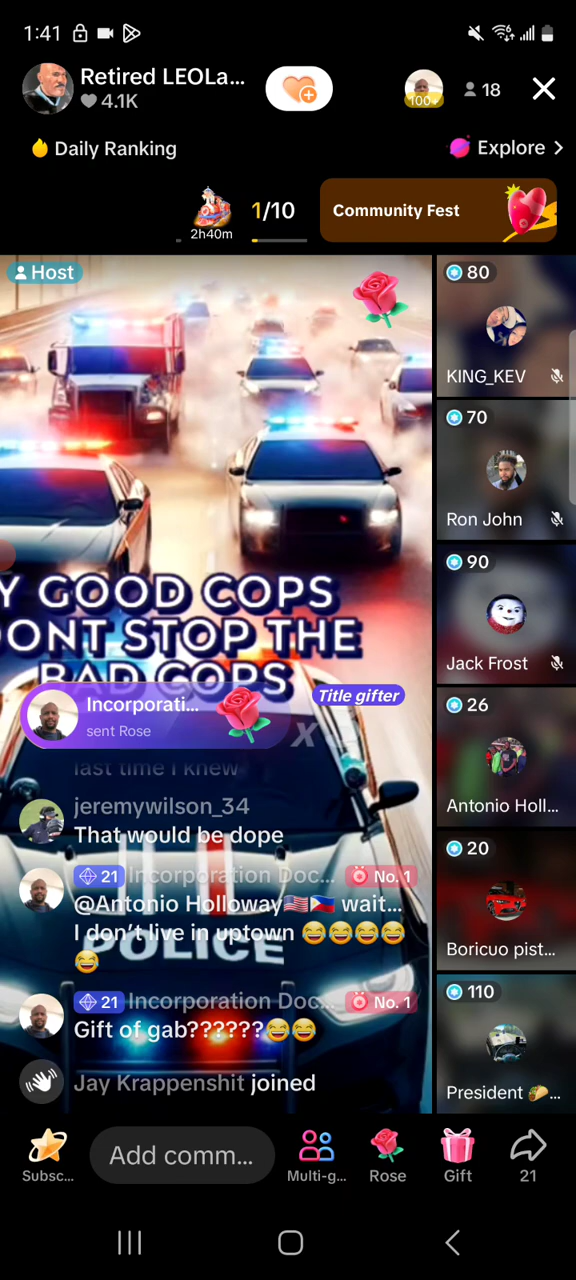 1:41
Retired LEOLa...
4.1K
100+
18
Daily Ranking
Explore
2h40m
1/10
Community Fest
Host
80
KING_KEV
70
Ron John
90
Jack Frost
26
Antonio Holl...
20
Boricuo pist...
110
President 🌮...
Y GOOD COPS
DONT STOP THE
BAD COPS
Title gifter
Incorporati...
sent Rose
x
last time I knew
jeremywilson_34
That would be dope
21 Incorporation Doc... No. 1
@Antonio Holloway🇺🇸🇵🇭 wait...
I don't live in uptown 😂😂😂😂
😂
21 Incorporation Doc... No. 1
Gift of gab??????😂😂
POLICE
Jay Krappenshit joined
Subsc...
Add comm...
Multi-g...
Rose
Gift
21